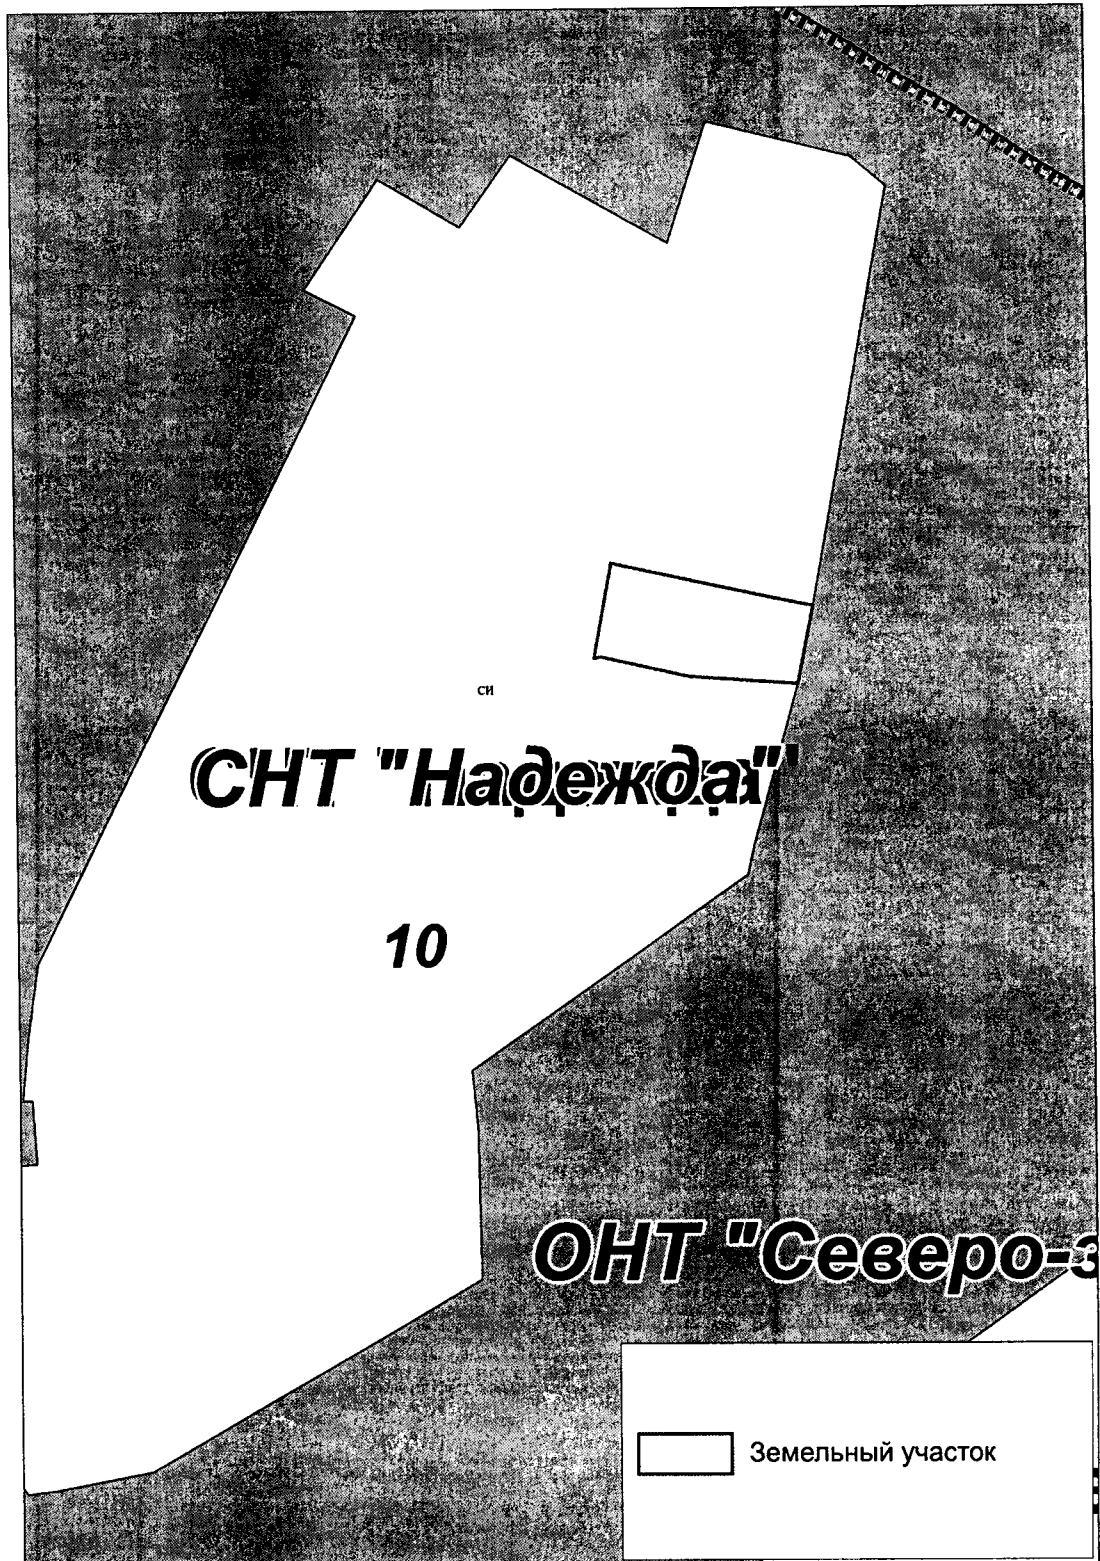 си
СНТ "Надежда"
10
ОНТ "Северо-з
Земельный участок